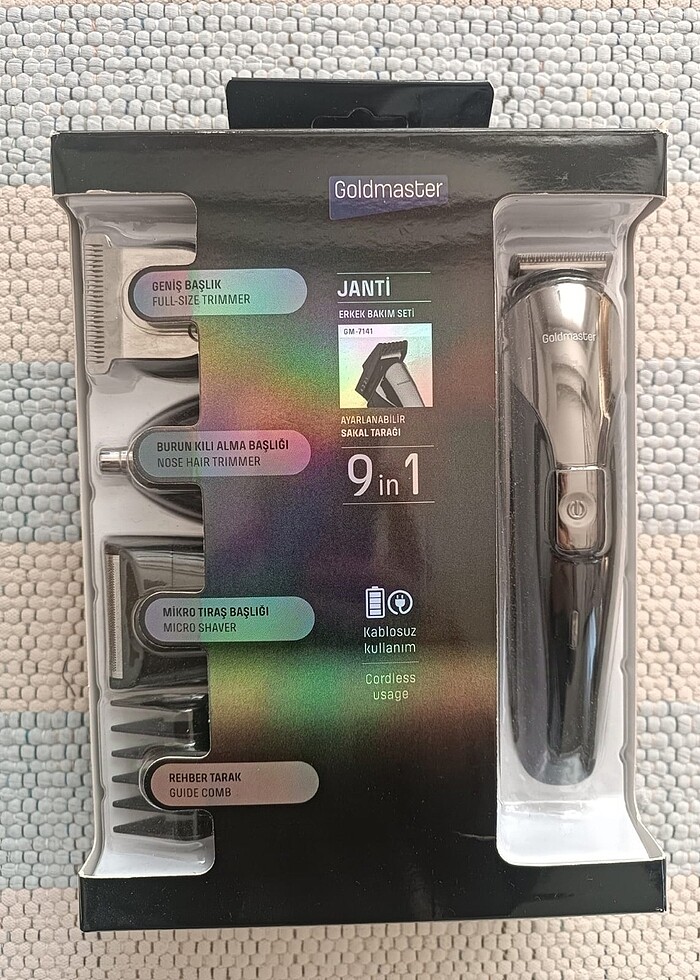 Goldmaster
GENİŞ BAŞLIK
FULL-SIZE TRIMMER
JANTİ
ERKEK BAKIM SETİ
GM-7141
AYARLANABİLİR
SAKAL TARAĞI
9 in 1
Goldmaster
BURUN KILI ALMA BAŞLIĞI
NOSE HAIR TRIMMER
MİKRO TIRAŞ BAŞLIĞI
MICRO SHAVER
Kablosuz
kullanım
Cordless
usage
REHBER TARAK
GUIDE COMB